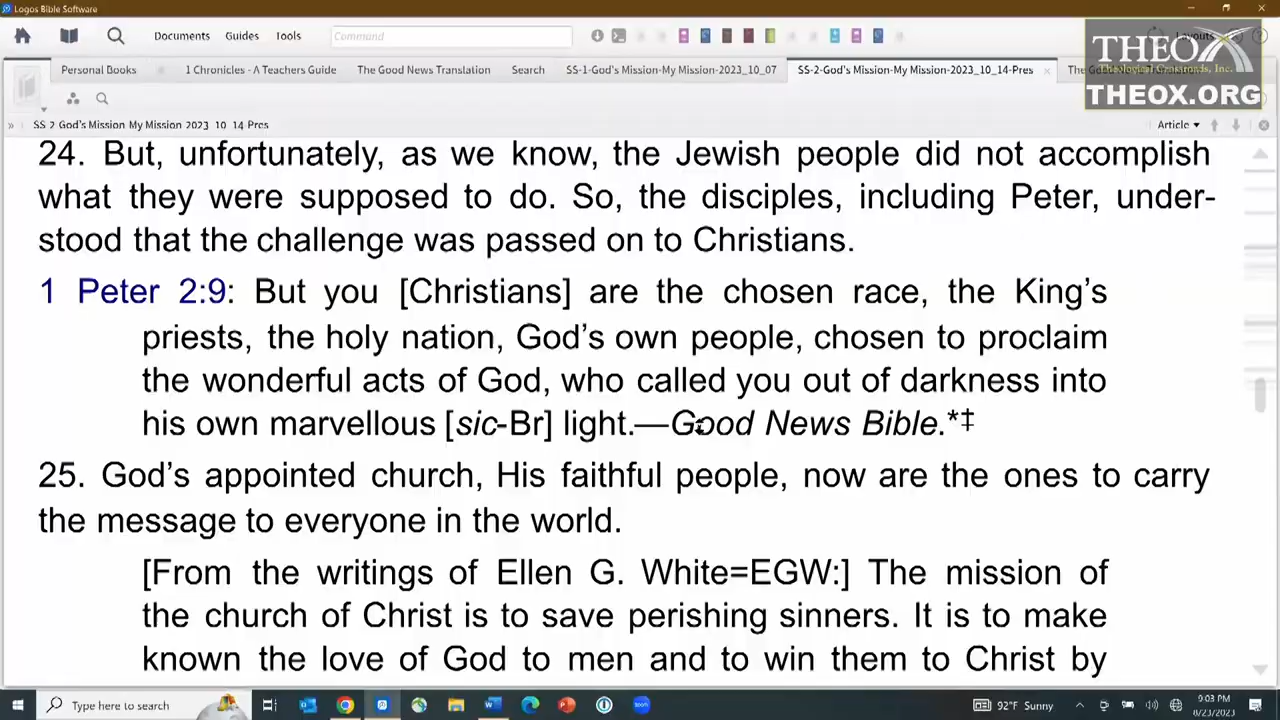 Logos Bible Software
Documents Guides Tools Command Layouts
THEOX
Theological Crossroads, Inc.
THEOX.ORG
Personal Books 1 Chronicles - A Teachers Guide The Good News Bible Search SS-1-God's Mission-My Mission-2023_10_07 SS-2-God's Mission-My Mission-2023_10_14-Pres
SS-2-God's Mission-My Mission-2023_10_14-Pres Article
24. But, unfortunately, as we know, the Jewish people did not accomplish
what they were supposed to do. So, the disciples, including Peter, under-
stood that the challenge was passed on to Christians.
1 Peter 2:9: But you [Christians] are the chosen race, the King's
priests, the holy nation, God's own people, chosen to proclaim
the wonderful acts of God, who called you out of darkness into
his own marvellous [sic-Br] light.—Good News Bible.*‡
25. God's appointed church, His faithful people, now are the ones to carry
the message to everyone in the world.
[From the writings of Ellen G. White=EGW:] The mission of
the church of Christ is to save perishing sinners. It is to make
known the love of God to men and to win them to Christ by
Type here to search
92°F Sunny
9:03 PM
8/23/2023